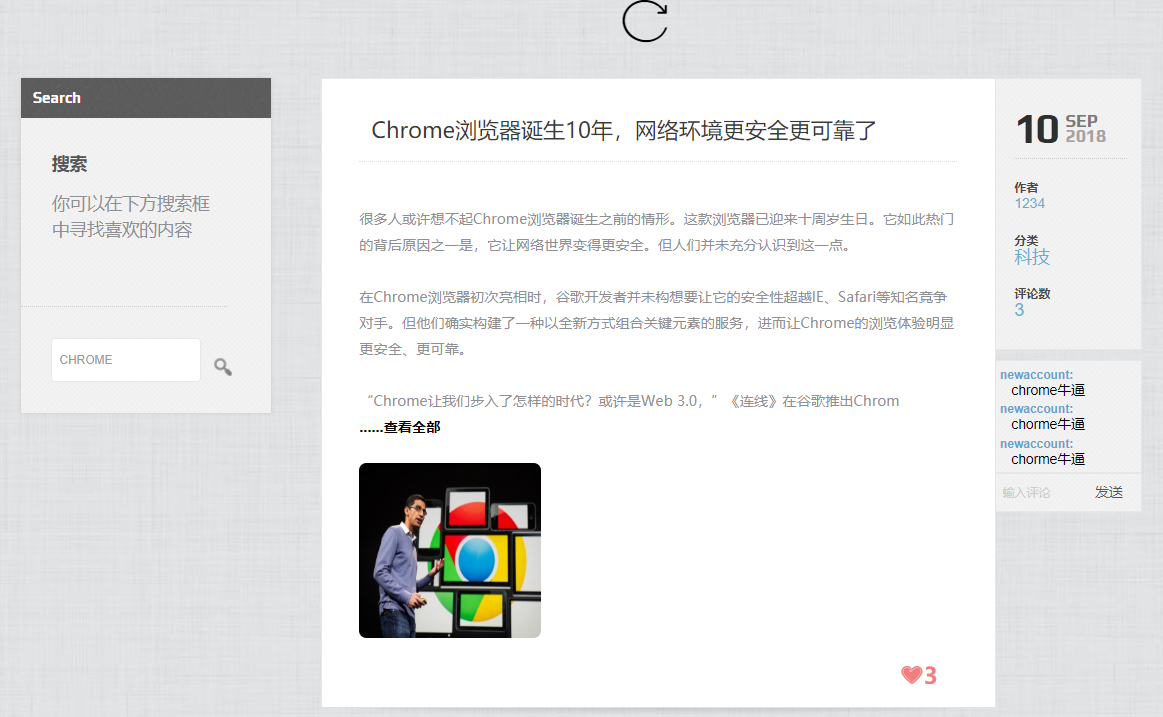 Search
搜索
你可以在下方搜索框
中寻找喜欢的内容
CHROME
Chrome浏览器诞生10年，网络环境更安全更可靠了
很多人或许想不起Chrome浏览器诞生之前的情形。这款浏览器已迎来十周岁生日。它如此热门
的背后原因之一是，它让网络世界变得更安全。但人们并未充分认识到这一点。
在Chrome浏览器初次亮相时，谷歌开发者并未构想要让它的安全性超越IE、Safari等知名竞争
对手。但他们确实构建了一种以全新方式组合关键元素的服务，进而让Chrome的浏览体验明显
更安全、更可靠。
“Chrome让我们步入了怎样的时代？或许是Web 3.0，”《连线》在谷歌推出Chrom
......查看全部
3
10 SEP
2018
作者
1234
分类
科技
评论数
3
newaccount:
chrome牛逼
newaccount:
chorme牛逼
newaccount:
chorme牛逼
输入评论 发送